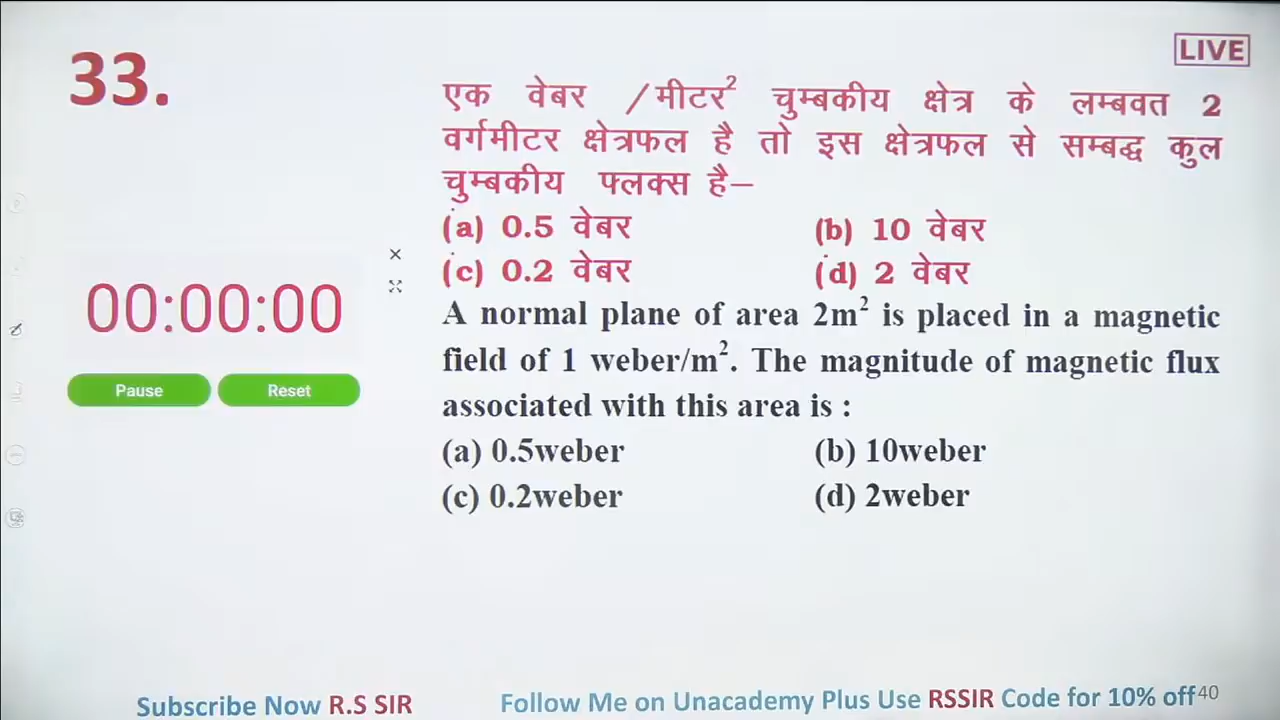 33.
LIVE
एक वेबर /मीटर² चुम्बकीय क्षेत्र के लम्बवत 2
वर्गमीटर क्षेत्रफल है तो इस क्षेत्रफल से सम्बद्ध कुल
चुम्बकीय फ्लक्स है–
(a) 0.5 वेबर (b) 10 वेबर
(c) 0.2 वेबर (d) 2 वेबर
00:00:00
Pause Reset
A normal plane of area 2m² is placed in a magnetic
field of 1 weber/m². The magnitude of magnetic flux
associated with this area is :
(a) 0.5weber (b) 10weber
(c) 0.2weber (d) 2weber
Subscribe Now R.S SIR Follow Me on Unacademy Plus Use RSSIR Code for 10% off 40